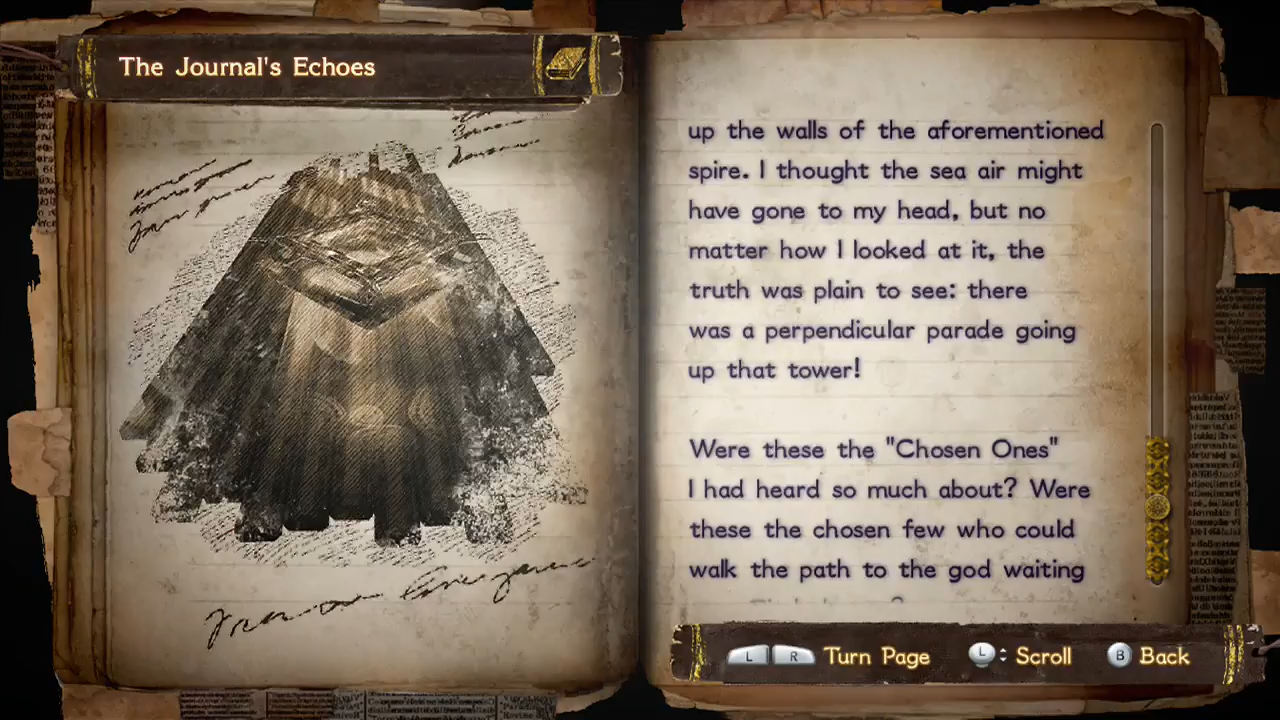 The Journal's Echoes
up the walls of the aforementioned
spire. I thought the sea air might
have gone to my head, but no
matter how I looked at it, the
truth was plain to see: there
was a perpendicular parade going
up that tower!
Were these the "Chosen Ones"
I had heard so much about? Were
these the chosen few who could
walk the path to the god waiting
L R Turn Page L Scroll B Back